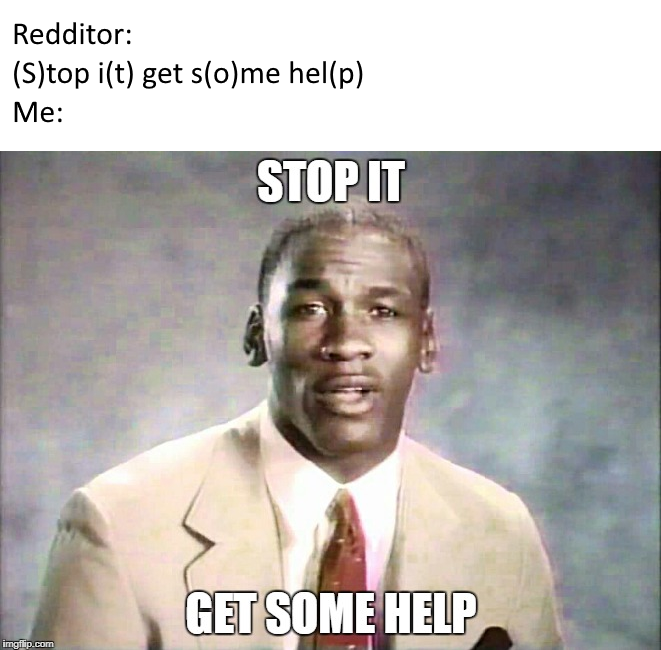 Redditor:
(S)top i(t) get s(o)me hel(p)
Me:
STOP IT
GET SOME HELP
imgflip.com